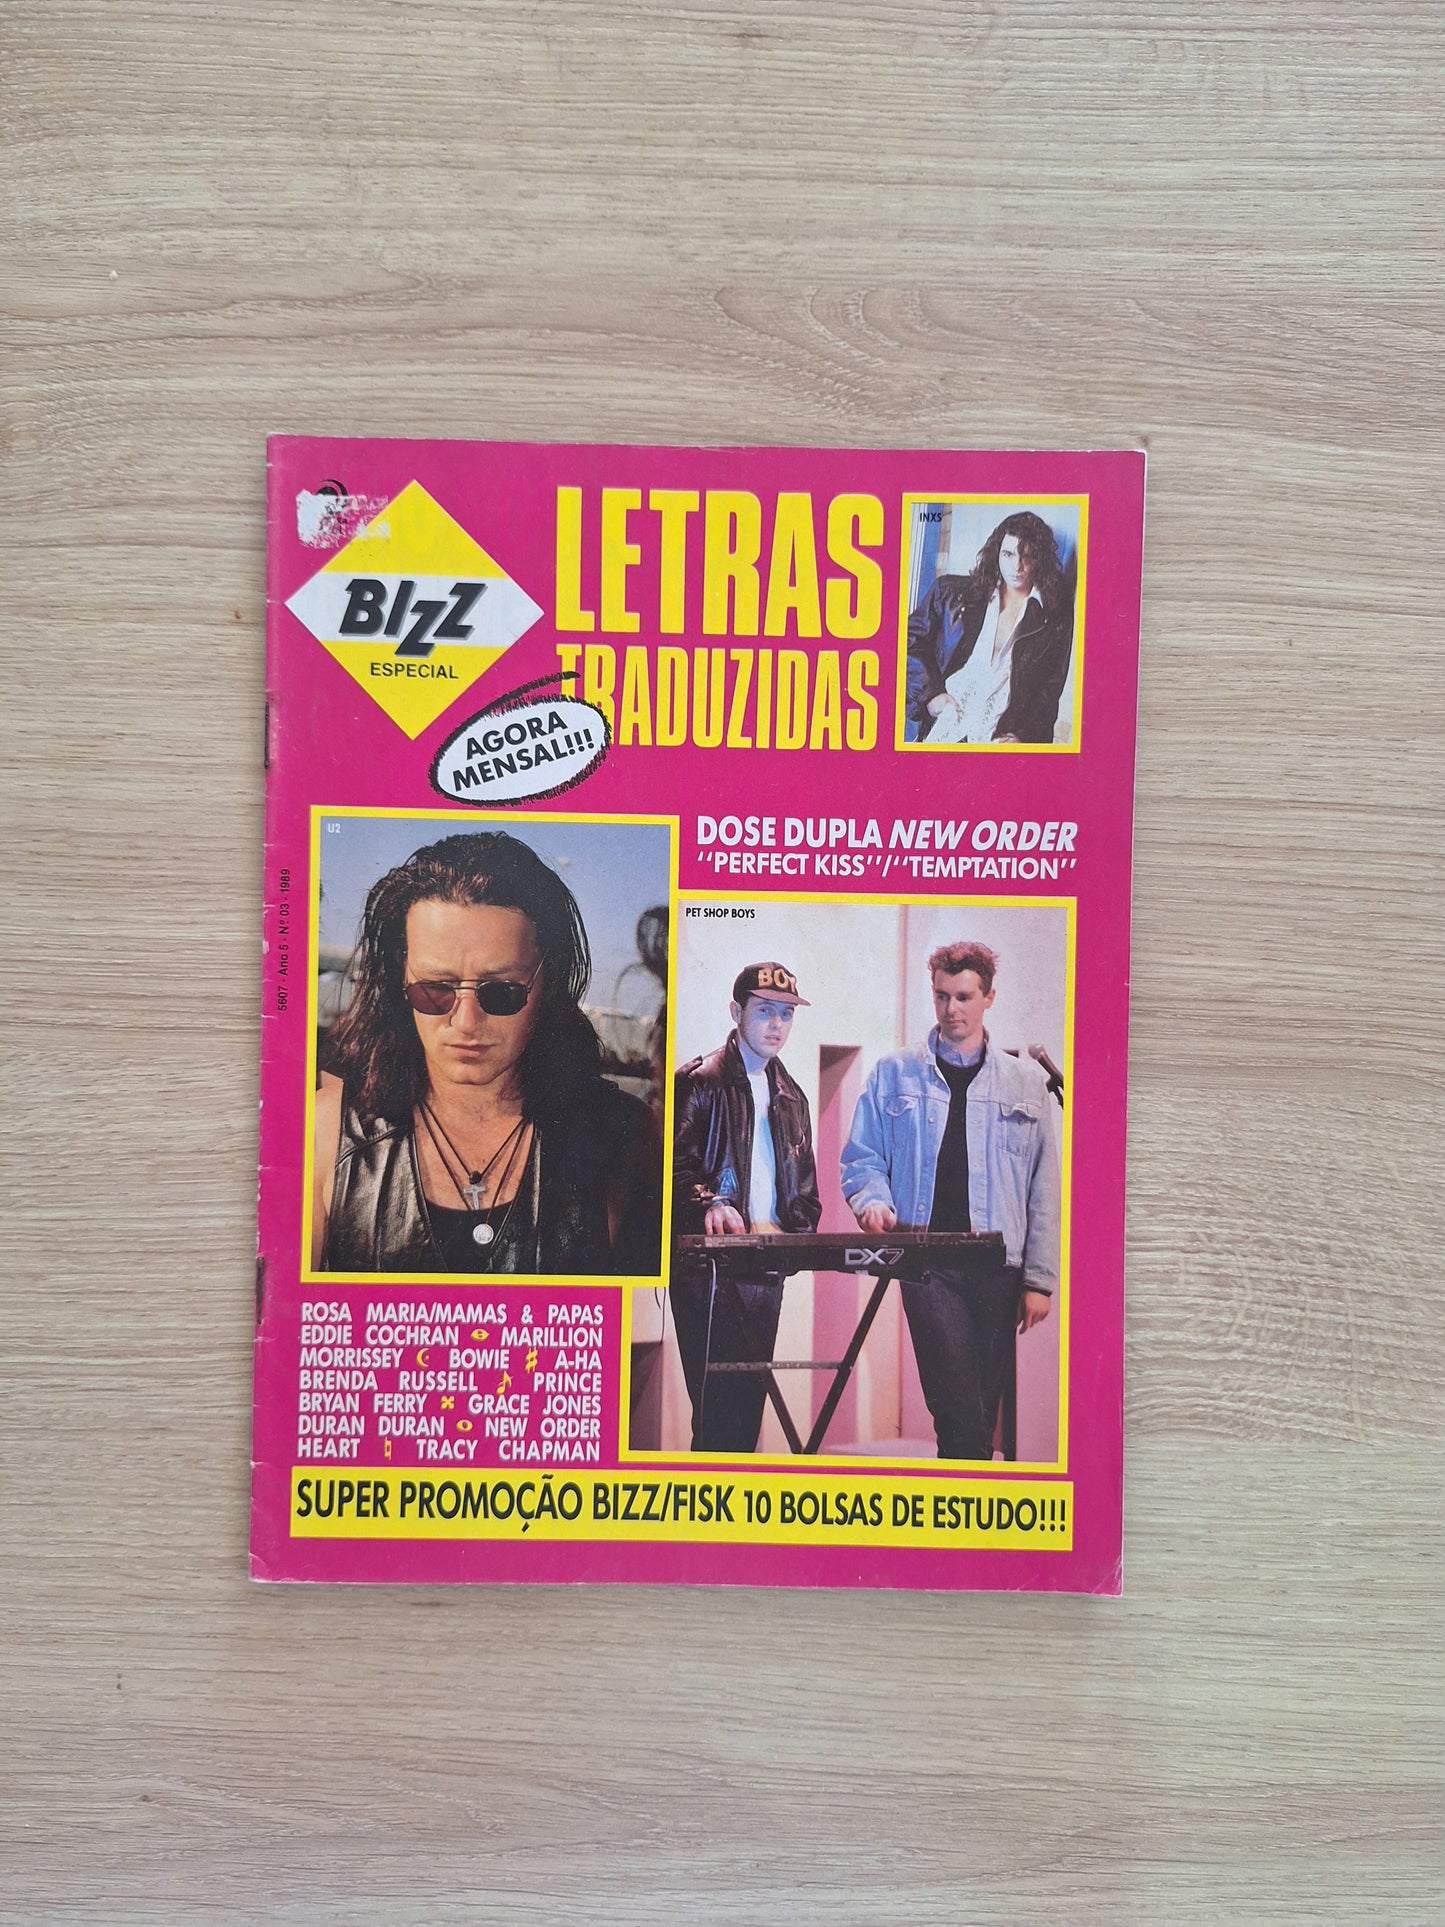 BIZZ
ESPECIAL
LETRAS
TRADUZIDAS
AGORA
MENSAL!!!
INXS
5607 · Ano 5 · Nº 03 · 1989
U2
DOSE DUPLA NEW ORDER
"PERFECT KISS"/"TEMPTATION"
PET SHOP BOYS
BOY
DX7
ROSA MARIA/MAMAS & PAPAS
EDDIE COCHRAN MARILLION
MORRISSEY BOWIE A-HA
BRENDA RUSSELL PRINCE
BRYAN FERRY GRACE JONES
DURAN DURAN NEW ORDER
HEART TRACY CHAPMAN
SUPER PROMOÇÃO BIZZ/FISK 10 BOLSAS DE ESTUDO!!!